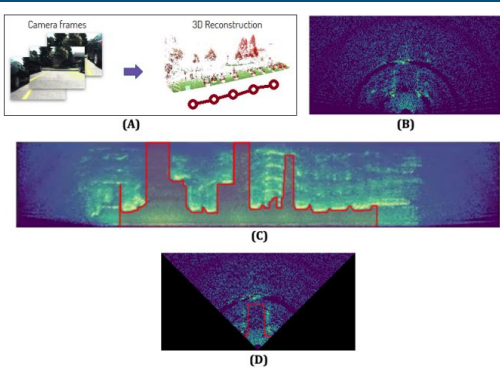 Camera frames
3D Reconstruction
(A)
(B)
(C)
(D)